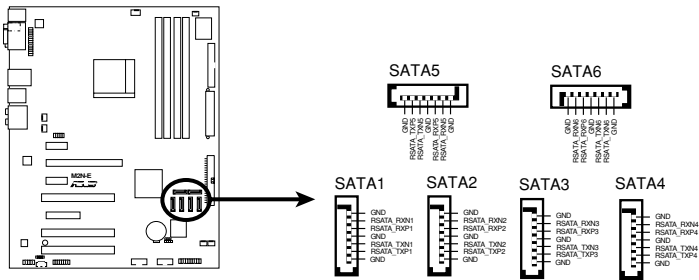 SATA5
SATA6
GND
RSATA_TXP5
RSATA_TXN5
GND
RSATA_RXP5
RSATA_RXN5
GND
GND
RSATA_RXN6
RSATA_RXP6
GND
RSATA_TXN6
RSATA_TXP6
GND
M2N-E
ASUS
SATA1
SATA2
SATA3
SATA4
GND
RSATA_RXN1
RSATA_RXP1
GND
RSATA_TXN1
RSATA_TXP1
GND
GND
RSATA_RXN2
RSATA_RXP2
GND
RSATA_TXN2
RSATA_TXP2
GND
GND
RSATA_RXN3
RSATA_RXP3
GND
RSATA_TXN3
RSATA_TXP3
GND
GND
RSATA_RXN4
RSATA_RXP4
GND
RSATA_TXN4
RSATA_TXP4
GND